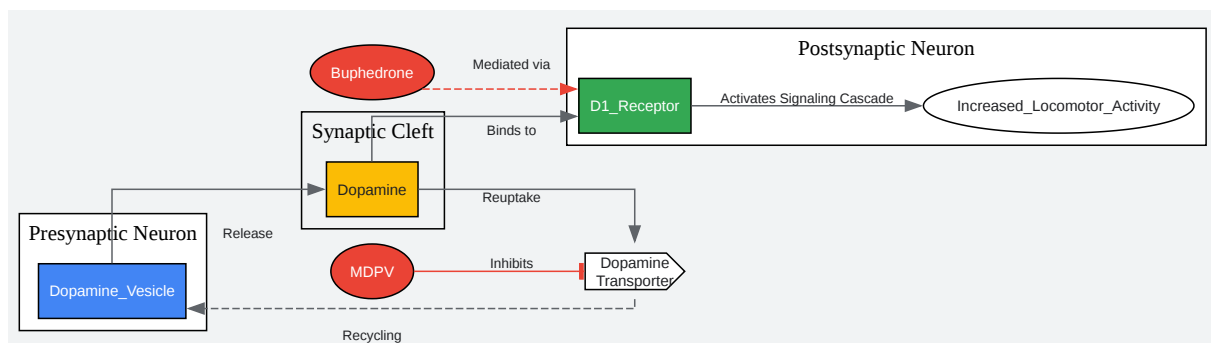 Postsynaptic Neuron
Buphedrone
Mediated via
D1_Receptor
Activates Signaling Cascade
Increased_Locomotor_Activity
Synaptic Cleft
Binds to
Dopamine
Reuptake
Presynaptic Neuron
Release
MDPV
Inhibits
Dopamine
Transporter
Dopamine_Vesicle
Recycling